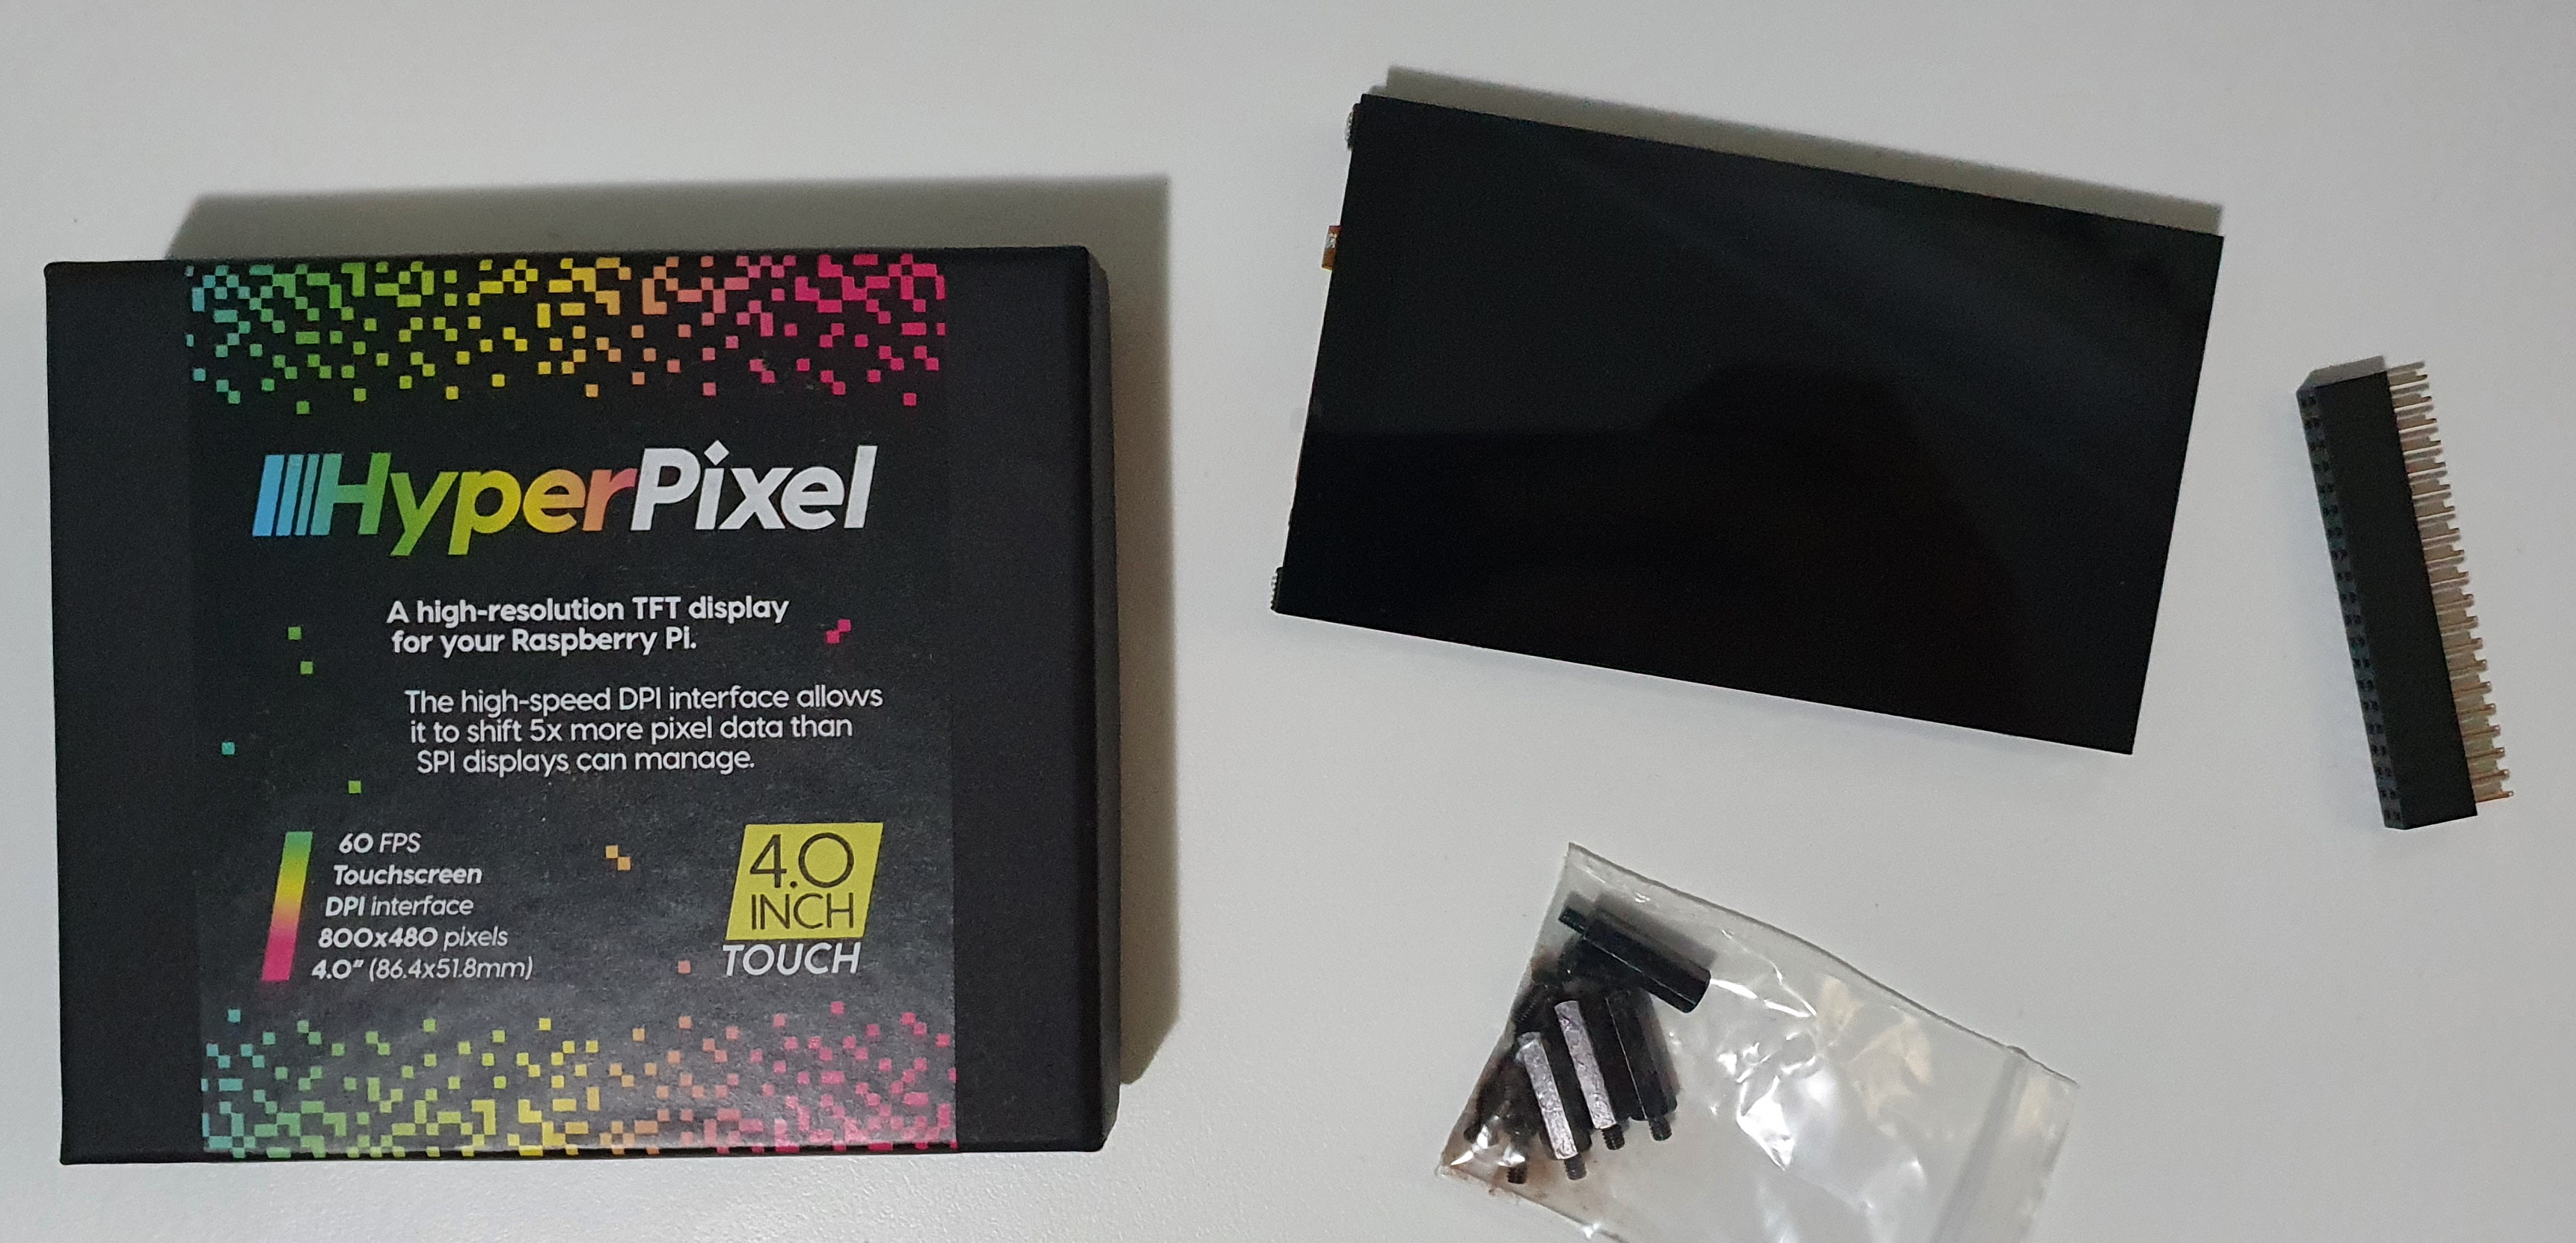 HyperPixel
A high-resolution TFT display
for your Raspberry Pi.
The high-speed DPI interface allows
it to shift 5x more pixel data than
SPI displays can manage.
60 FPS
Touchscreen
DPI interface
800x480 pixels
4.0" (86.4x51.8mm)
4.0
INCH
TOUCH